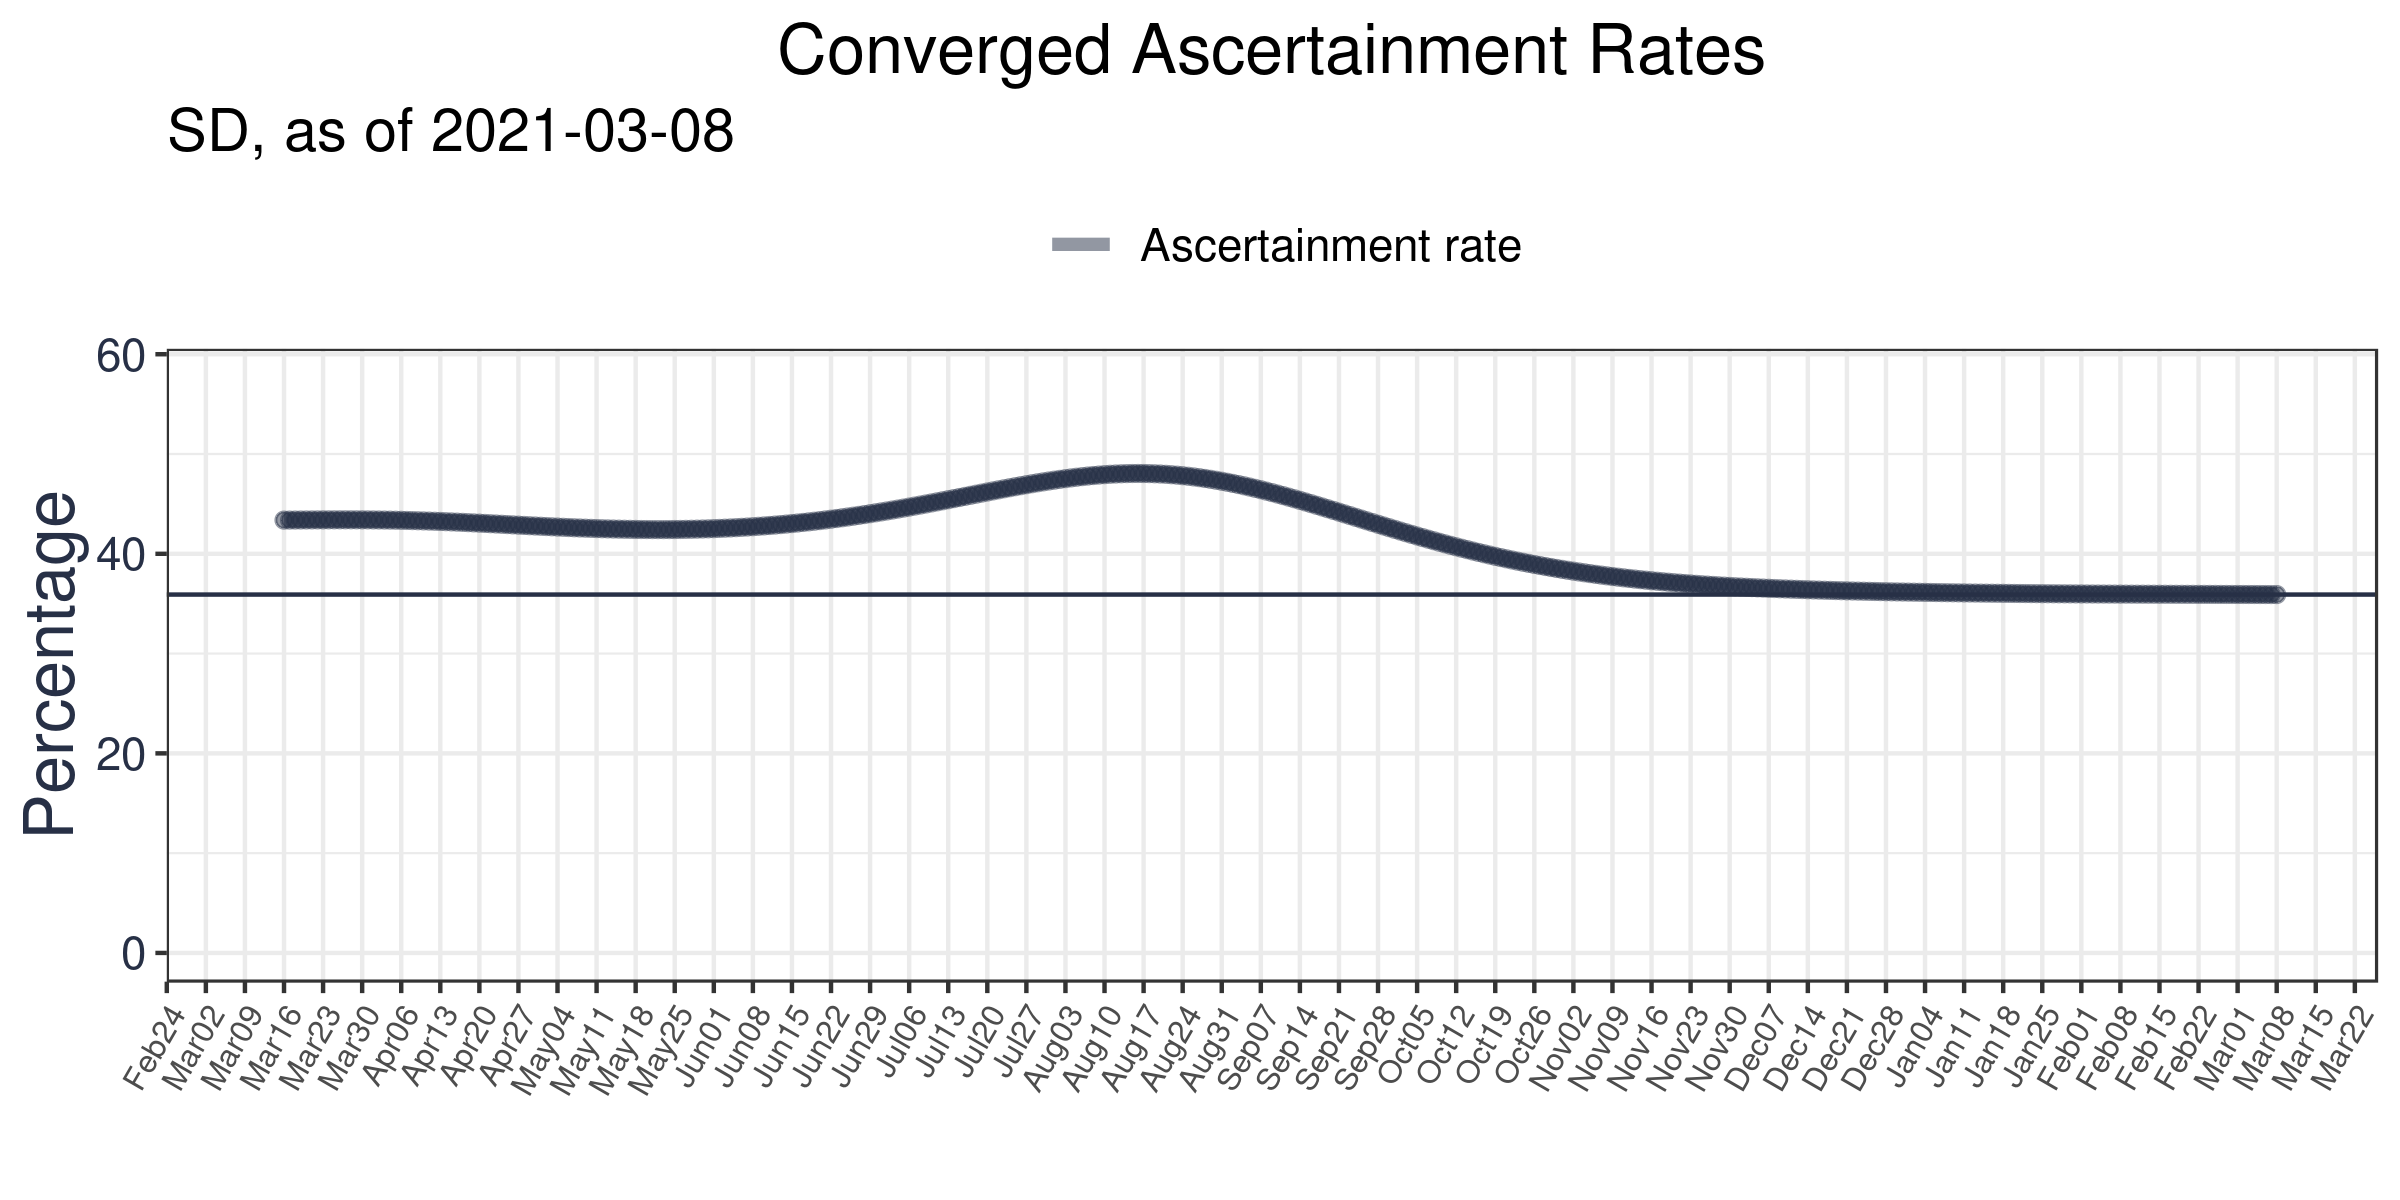 Converged Ascertainment Rates
SD, as of 2021-03-08
Ascertainment rate
Percentage
60
40
20
0
Feb24
Mar02
Mar09
Mar16
Mar23
Mar30
Apr06
Apr13
Apr20
Apr27
May04
May11
May18
May25
Jun01
Jun08
Jun15
Jun22
Jun29
Jul06
Jul13
Jul20
Jul27
Aug03
Aug10
Aug17
Aug24
Aug31
Sep07
Sep14
Sep21
Sep28
Oct05
Oct12
Oct19
Oct26
Nov02
Nov09
Nov16
Nov23
Nov30
Dec07
Dec14
Dec21
Dec28
Jan04
Jan11
Jan18
Jan25
Feb01
Feb08
Feb15
Feb22
Mar01
Mar08
Mar15
Mar22